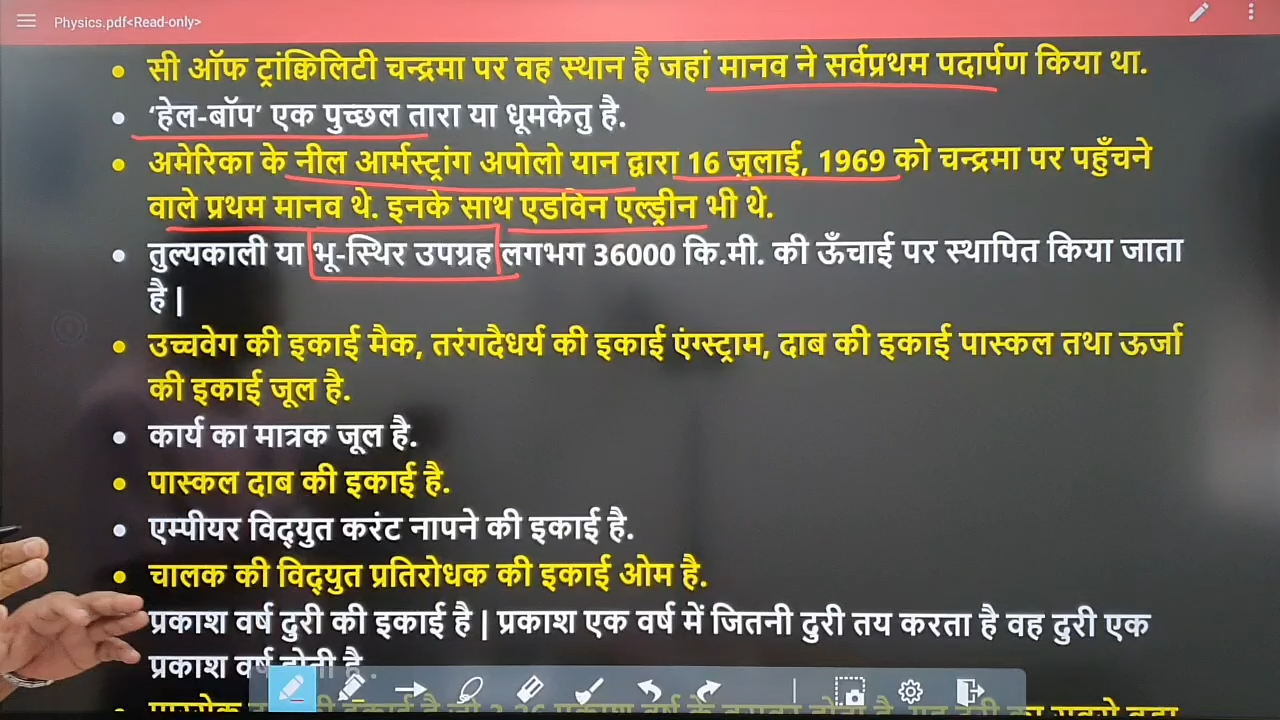 Physics.pdf<Read-only>
• सी ऑफ ट्रांक्विलिटी चन्द्रमा पर वह स्थान है जहां मानव ने सर्वप्रथम पदार्पण किया था.
• ‘हेल-बॉप’ एक पुच्छल तारा या धूमकेतु है.
• अमेरिका के नील आर्मस्ट्रांग अपोलो यान द्वारा 16 जुलाई, 1969 को चन्द्रमा पर पहुँचने
वाले प्रथम मानव थे. इनके साथ एडविन एल्ड्रीन भी थे.
• तुल्यकाली या भू-स्थिर उपग्रह लगभग 36000 कि.मी. की ऊँचाई पर स्थापित किया जाता
है |
• उच्चवेग की इकाई मैक, तरंगदैधर्य की इकाई एंग्स्ट्राम, दाब की इकाई पास्कल तथा ऊर्जा
की इकाई जूल है.
• कार्य का मात्रक जूल है.
• पास्कल दाब की इकाई है.
• एम्पीयर विद्युत करंट नापने की इकाई है.
• चालक की विद्युत प्रतिरोधक की इकाई ओम है.
प्रकाश वर्ष दुरी की इकाई है | प्रकाश एक वर्ष में जितनी दुरी तय करता है वह दुरी एक
प्रकाश वर्ष होती है .